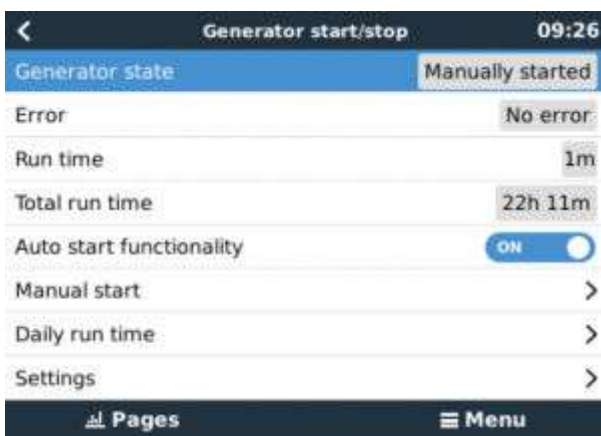 Generator start/stop 09:26
Generator state Manually started
Error No error
Run time 1m
Total run time 22h 11m
Auto start functionality ON
Manual start
Daily run time
Settings
Pages Menu